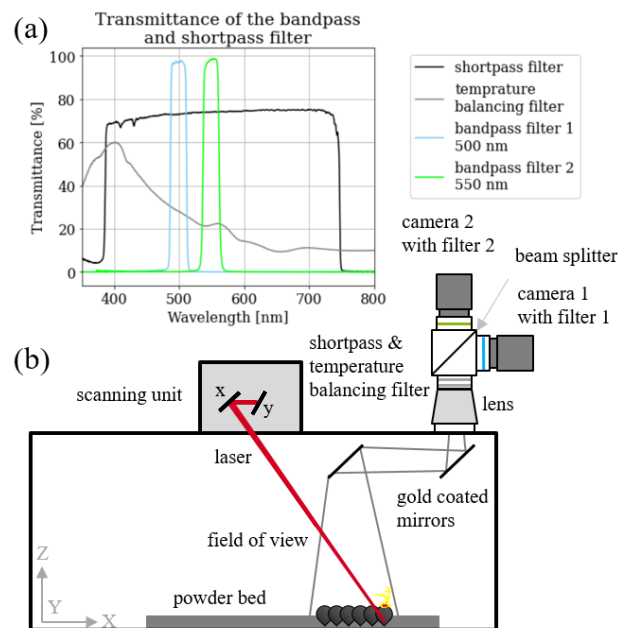 (a)
Transmittance of the bandpass
and shortpass filter
100
80
60
40
20
0
Transmittance [%]
400
500
600
700
800
Wavelength [nm]
shortpass filter
temprature
balancing filter
bandpass filter 1
500 nm
bandpass filter 2
550 nm
camera 2
with filter 2
beam splitter
camera 1
with filter 1
shortpass &
temperature
balancing filter
lens
(b)
scanning unit
x
y
laser
gold coated
mirrors
field of view
powder bed
Z
Y
X